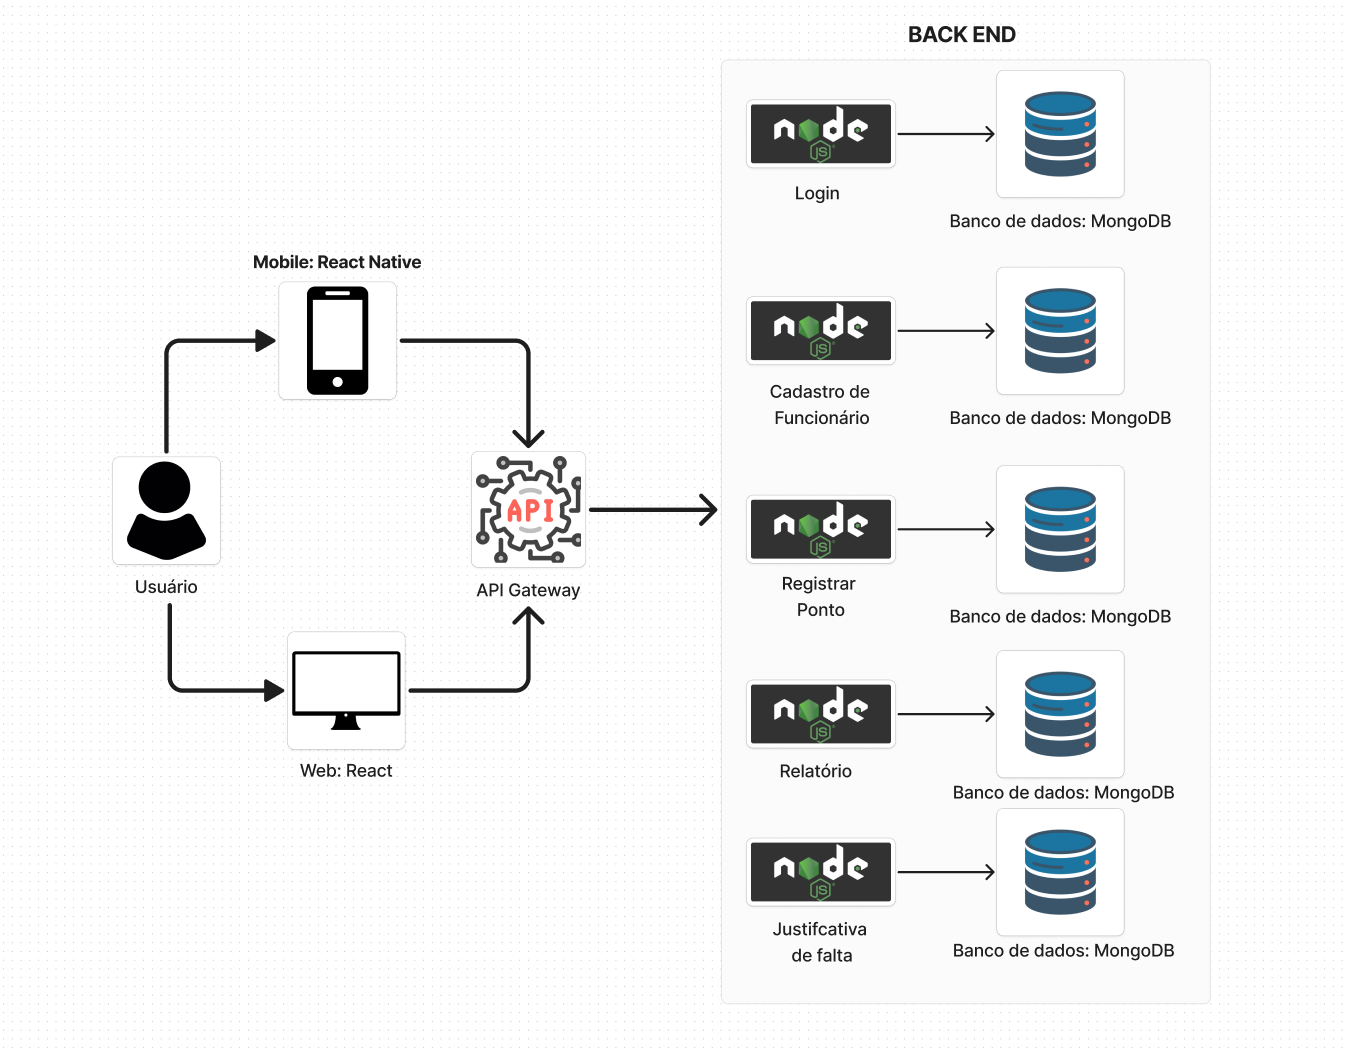 BACK END
node
JS
Login
Banco de dados: MongoDB
Mobile: React Native
node
JS
Cadastro de
Funcionário
Banco de dados: MongoDB
Usuário
API
API Gateway
node
JS
Registrar
Ponto
Banco de dados: MongoDB
Web: React
node
JS
Relatório
Banco de dados: MongoDB
node
JS
Justifcativa
de falta
Banco de dados: MongoDB